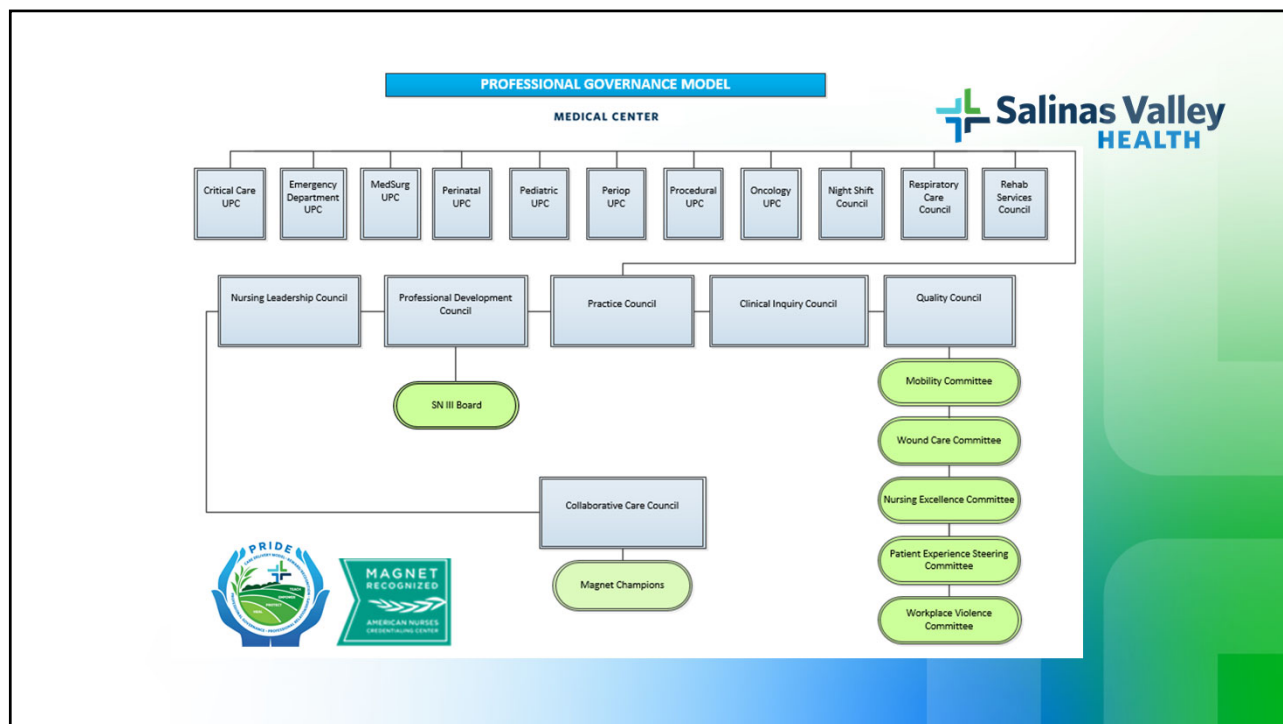 PROFESSIONAL GOVERNANCE MODEL
MEDICAL CENTER
Salinas Valley
HEALTH
Critical Care
UPC
Emergency
Department
UPC
MedSurg
UPC
Perinatal
UPC
Pediatric
UPC
Periop UPC
Procedural
UPC
Oncology
UPC
Night Shift
Council
Respiratory
Care
Council
Rehab
Services
Council
Nursing Leadership Council
Professional Development
Council
Practice Council
Clinical Inquiry Council
Quality Council
SN III Board
Mobility Committee
Wound Care Committee
Nursing Excellence Committee
Patient Experience Steering
Committee
Workplace Violence
Committee
Collaborative Care Council
Magnet Champions
PRIDE
MAGNET
RECOGNIZED
AMERICAN NURSES
CREDENTIALING CENTER